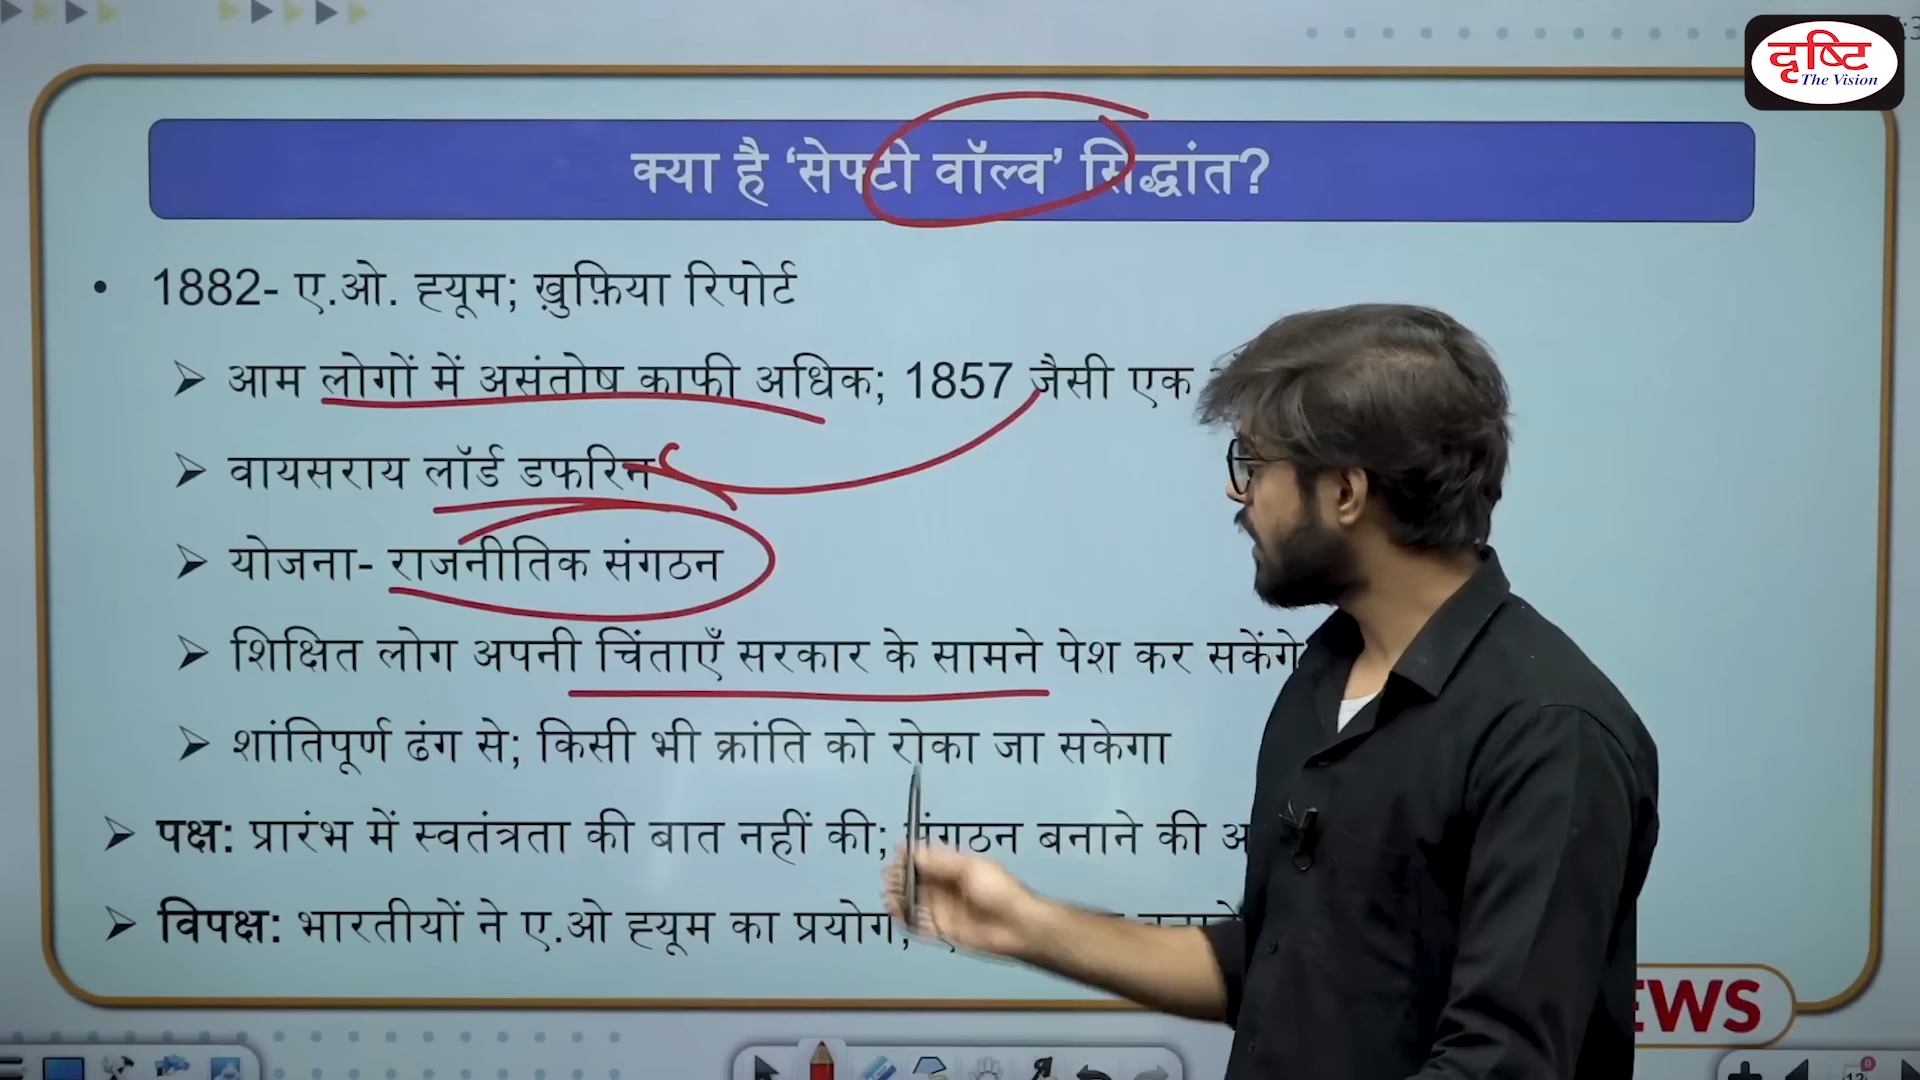 दृष्टि
The Vision
क्या है ‘सेफ्टी वॉल्व’ सिद्धांत?
• 1882- ए.ओ. ह्यूम; ख़ुफ़िया रिपोर्ट
➢ आम लोगों में असंतोष काफी अधिक; 1857 जैसी एक
➢ वायसराय लॉर्ड डफरिन
➢ योजना- राजनीतिक संगठन
➢ शिक्षित लोग अपनी चिंताएँ सरकार के सामने पेश कर सकेंगे
➢ शांतिपूर्ण ढंग से; किसी भी क्रांति को रोका जा सकेगा
➢ पक्ष: प्रारंभ में स्वतंत्रता की बात नहीं की; संगठन बनाने की
➢ विपक्ष: भारतीयों ने ए.ओ ह्यूम का प्रयोग,
EWS